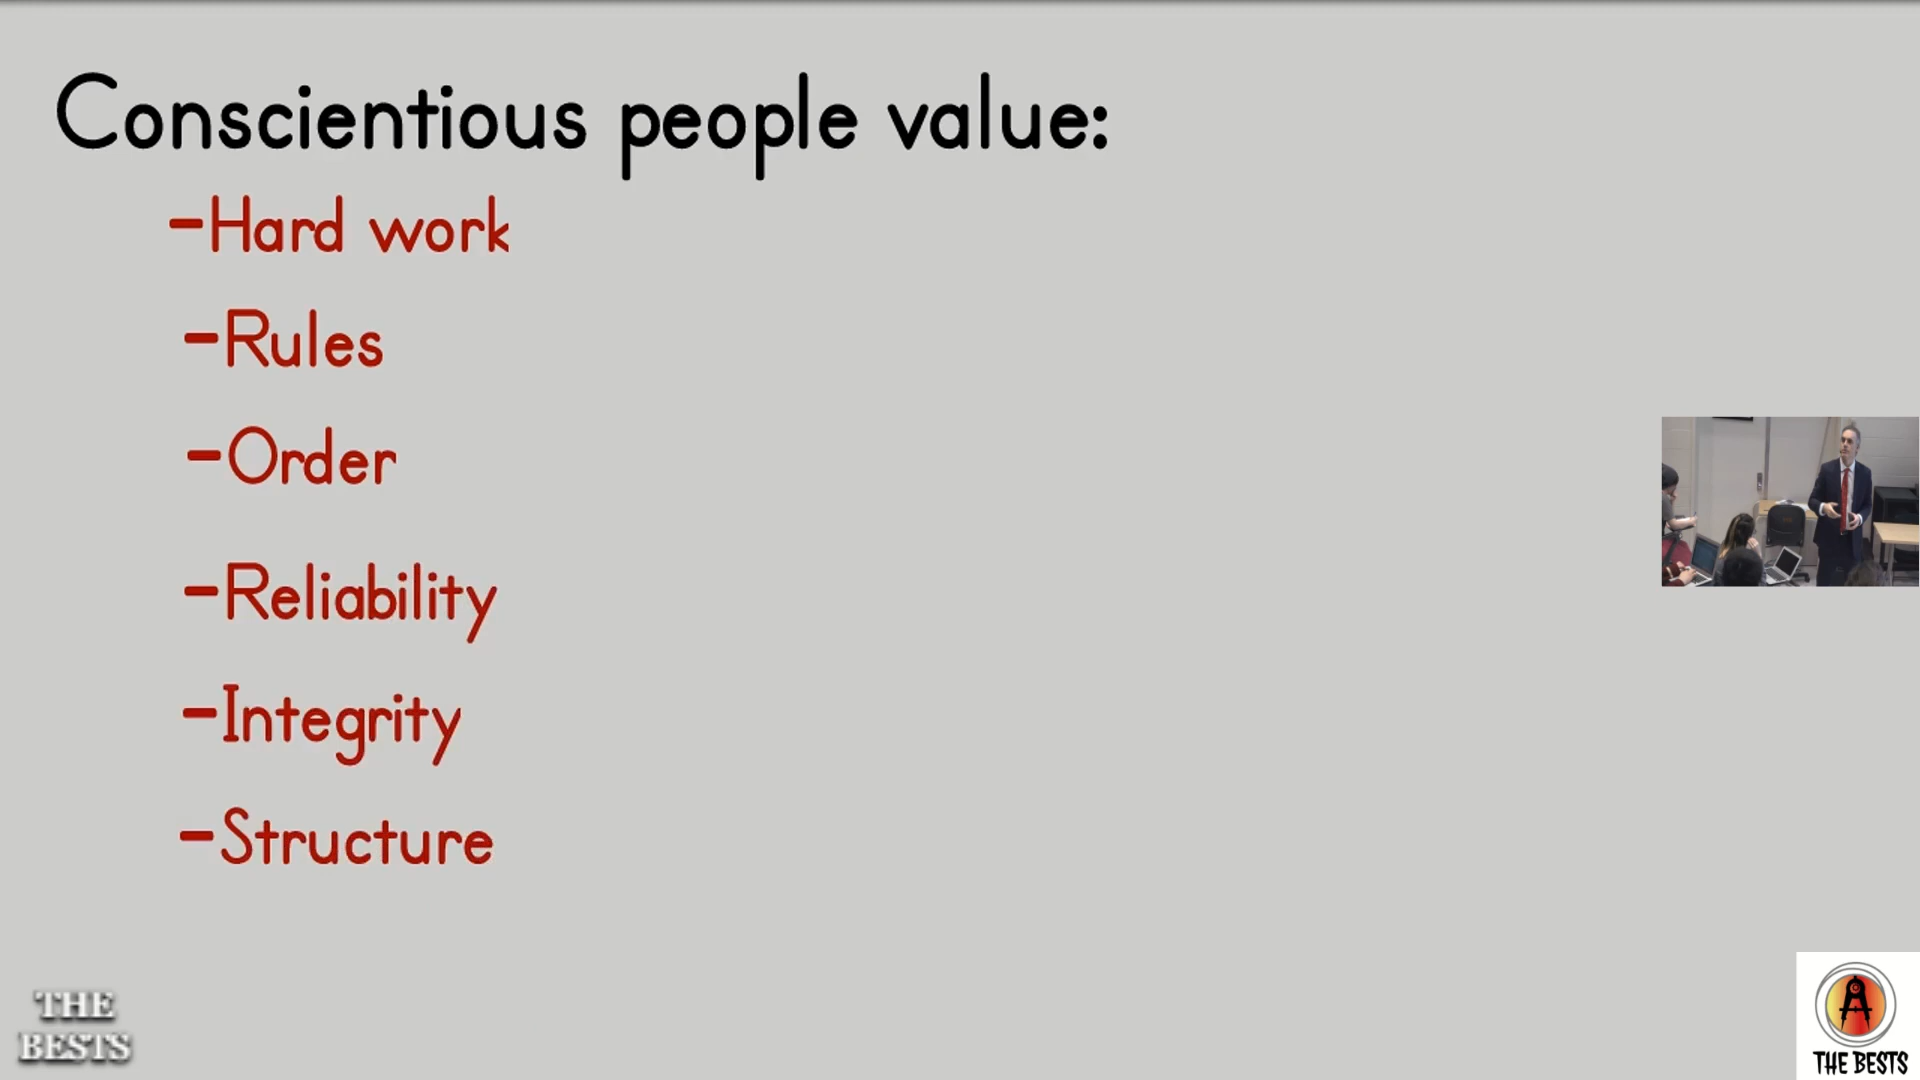 Conscientious people value:
-Hard work
-Rules
-Order
-Reliability
-Integrity
-Structure
THE
BESTS
THE BESTS